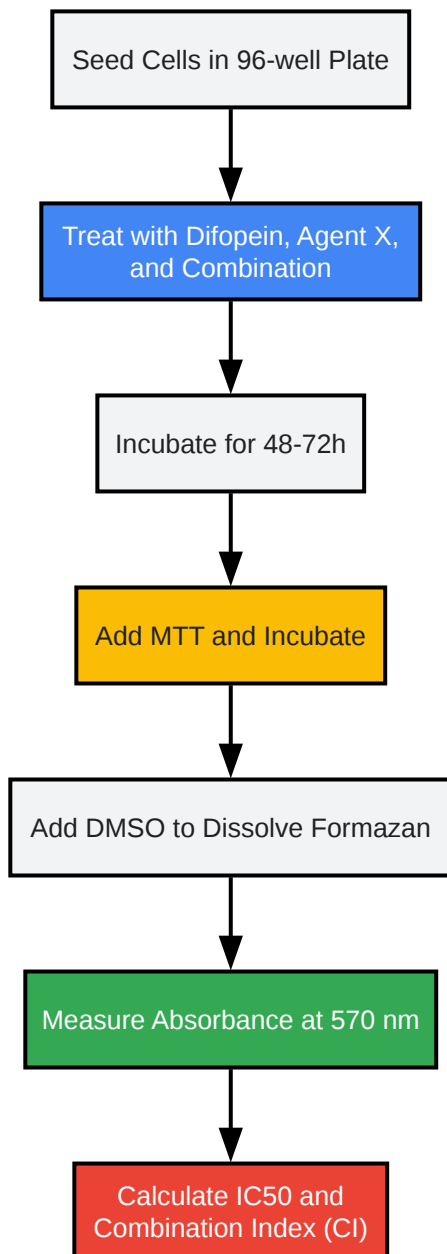 Seed Cells in 96-well Plate
Treat with Difopein, Agent X,
and Combination
Incubate for 48-72h
Add MTT and Incubate
Add DMSO to Dissolve Formazan
Measure Absorbance at 570 nm
Calculate IC50 and
Combination Index (CI)